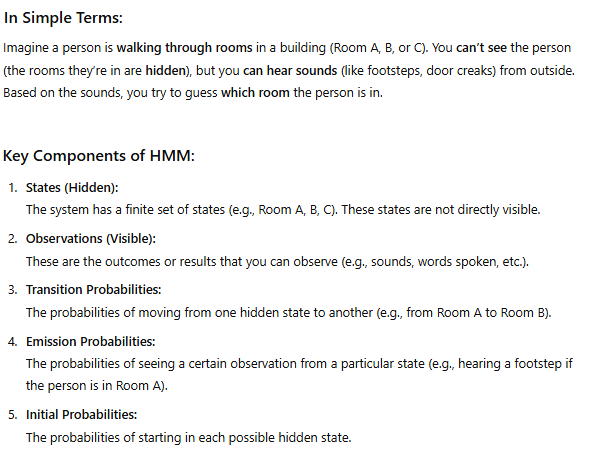 In Simple Terms:
Imagine a person is walking through rooms in a building (Room A, B, or C). You can't see the person
(the rooms they're in are hidden), but you can hear sounds (like footsteps, door creaks) from outside.
Based on the sounds, you try to guess which room the person is in.
Key Components of HMM:
1. States (Hidden):
The system has a finite set of states (e.g., Room A, B, C). These states are not directly visible.
2. Observations (Visible):
These are the outcomes or results that you can observe (e.g., sounds, words spoken, etc.).
3. Transition Probabilities:
The probabilities of moving from one hidden state to another (e.g., from Room A to Room B).
4. Emission Probabilities:
The probabilities of seeing a certain observation from a particular state (e.g., hearing a footstep if
the person is in Room A).
5. Initial Probabilities:
The probabilities of starting in each possible hidden state.